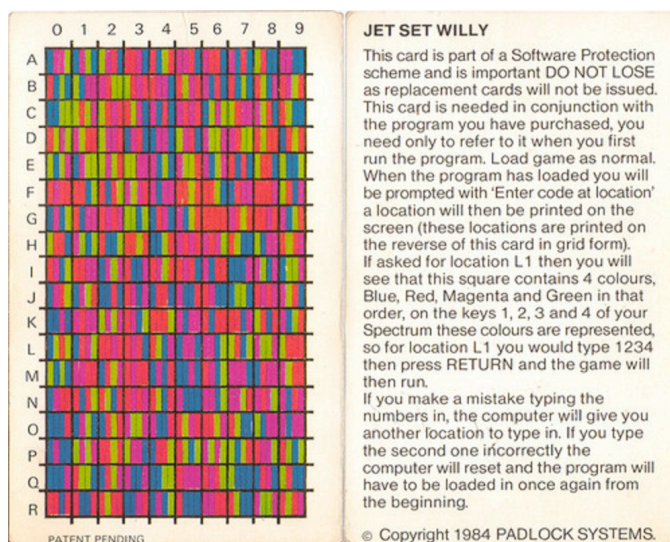 0 1 2 3 4 5 6 7 8 9
A
B
C
D
E
F
G
H
I
J
K
L
M
N
O
P
Q
R
PATENT PENDING
JET SET WILLY
This card is part of a Software Protection
scheme and is important DO NOT LOSE
as replacement cards will not be issued.
This card is needed in conjunction with
the program you have purchased, you
need only to refer to it when you first
run the program. Load game as normal.
When the program has loaded you will
be prompted with 'Enter code at location'
a location will then be printed on the
screen (these locations are printed on
the reverse of this card in grid form).
If asked for location L1 then you will
see that this square contains 4 colours,
Blue, Red, Magenta and Green in that
order, on the keys 1, 2, 3 and 4 of your
Spectrum these colours are represented,
so for location L1 you would type 1234
then press RETURN and the game will
then run.
If you make a mistake typing the
numbers in, the computer will give you
another location to type in. If you type
the second one incorrectly the
computer will reset and the program will
have to be loaded in once again from
the beginning.
© Copyright 1984 PADLOCK SYSTEMS.